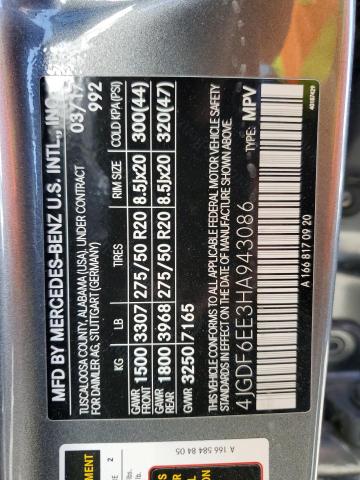 MFD BY MERCEDES-BENZ U.S. INTL., INC.
TUSCALOOSA COUNTY, ALABAMA (USA), UNDER CONTRACT 03/17
FOR DAIMLER AG, STUTTGART (GERMANY) 992
KG LB TIRES RIM SIZE COLD KPA(PSI)
GAWR FRONT 1500 3307 275/50 R20 8.5Jx20 300(44)
GAWR REAR 1800 3968 275/50 R20 8.5Jx20 320(47)
GVWR 3250 7165
THIS VEHICLE CONFORMS TO ALL APPLICABLE FEDERAL MOTOR VEHICLE SAFETY
STANDARDS IN EFFECT ON THE DATE OF MANUFACTURE SHOWN ABOVE.
4JGDF6EE3HA943086 TYPE: MPV
A 166 817 09 20
40187429
A 166 584 84 05
2